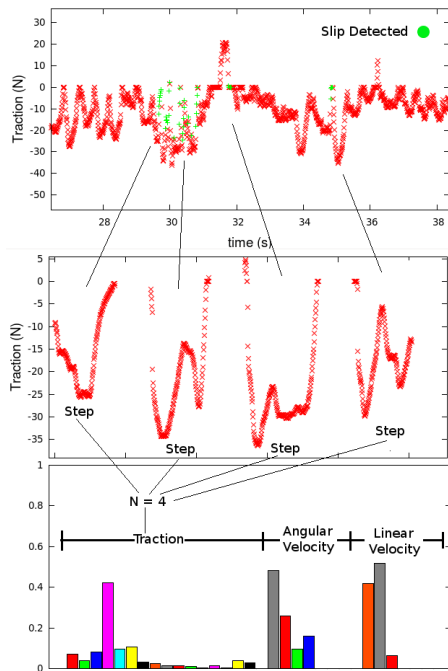 Slip Detected
Traction (N)
30
20
10
0
-10
-20
-30
-40
-50
28
30
32
34
36
38
time (s)
Traction (N)
5
0
-5
-10
-15
-20
-25
-30
35
Step
Step
Step
Step
N = 4
1
0.8
0.6
0.4
0.2
0
Traction
Angular
Velocity
Linear
Velocity